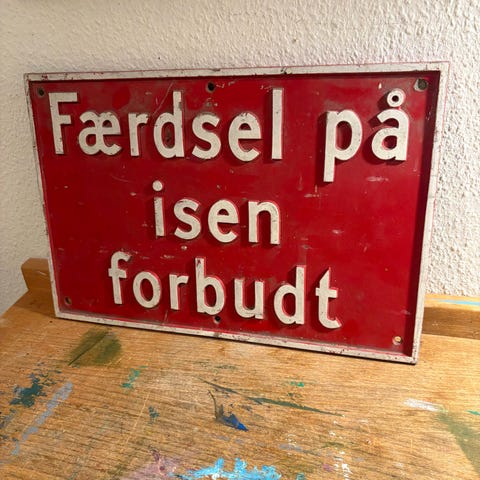 Færdsel på
isen
forbudt